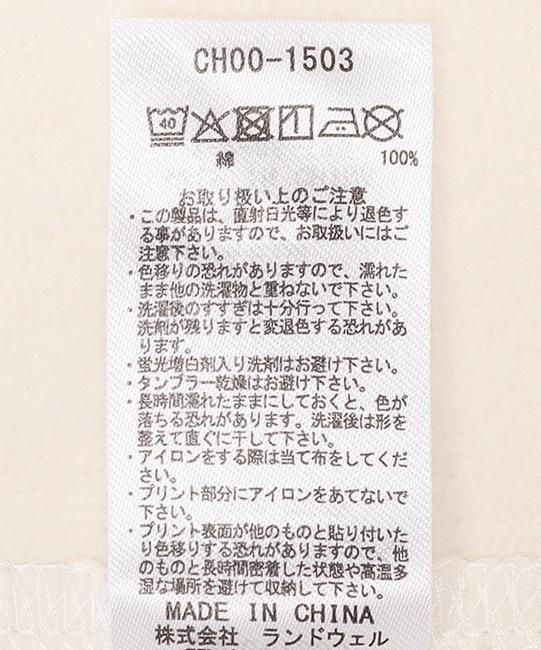 CH00-1503
40
綿 100%
お取り扱い上のご注意
・この製品は、直射日光等により退色す
る事がありますので、お取扱いにはご
注意下さい。
・色移りの恐れがありますので、濡れた
まま他の洗濯物と重ねないで下さい。
・洗濯後のすすぎは十分行って下さい。
洗剤が残りますと変退色する恐れがあ
ります。
・蛍光増白剤入り洗剤はお避け下さい。
・タンブラー乾燥はお避け下さい。
・長時間濡れたままにしておくと、色が
落ちる恐れがあります。洗濯後は形を
整えて直ぐに干して下さい。
・アイロンをする際は当て布をしてくだ
さい。
・プリント部分にアイロンをあてないで
下さい。
・プリント表面が他のものと貼り付いた
り色移りする恐れがありますので、他
のものと長時間密着した状態や高温多
湿な場所を避けて収納して下さい。
MADE IN CHINA
株式会社 ランドウェル